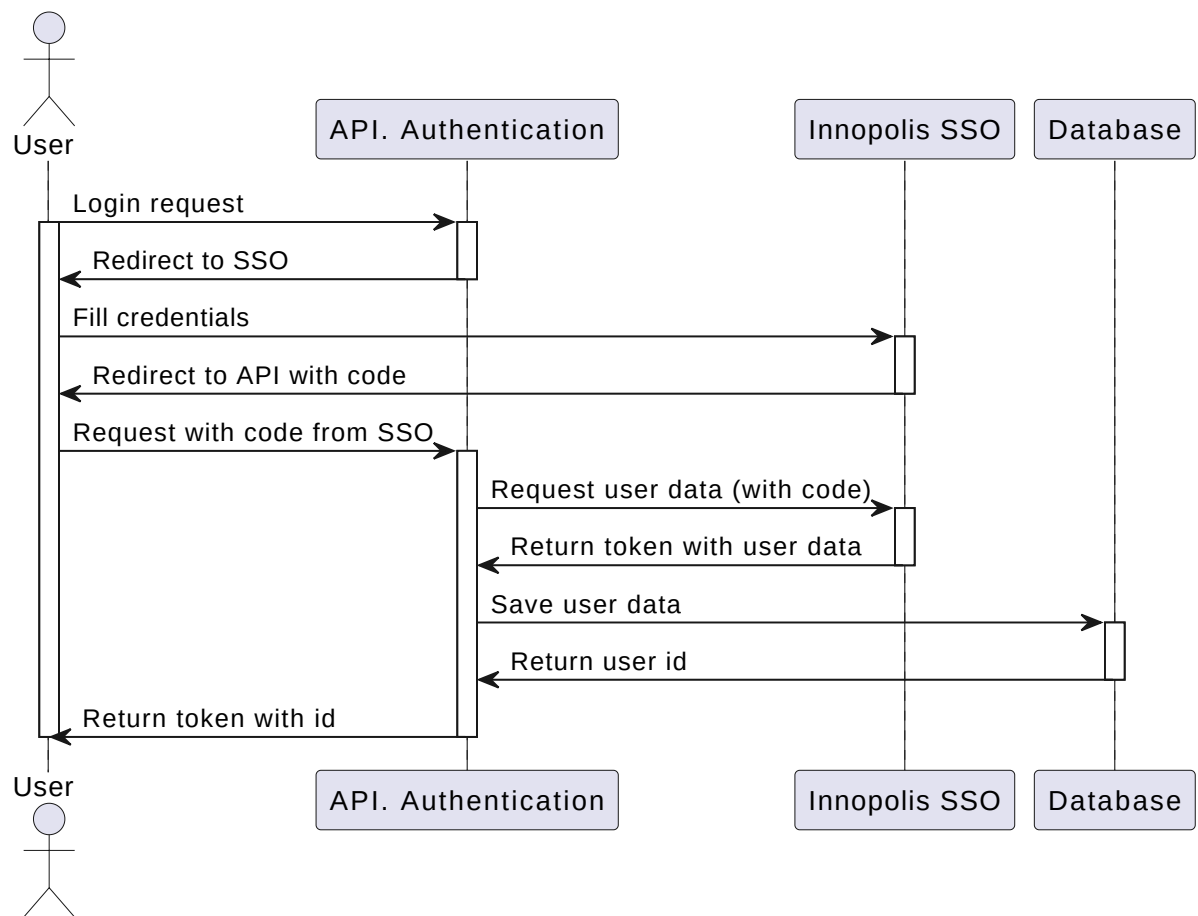 User
API. Authentication
Innopolis SSO
Database
Login request
Redirect to SSO
Fill credentials
Redirect to API with code
Request with code from SSO
Request user data (with code)
Return token with user data
Save user data
Return user id
Return token with id
User
API. Authentication
Innopolis SSO
Database